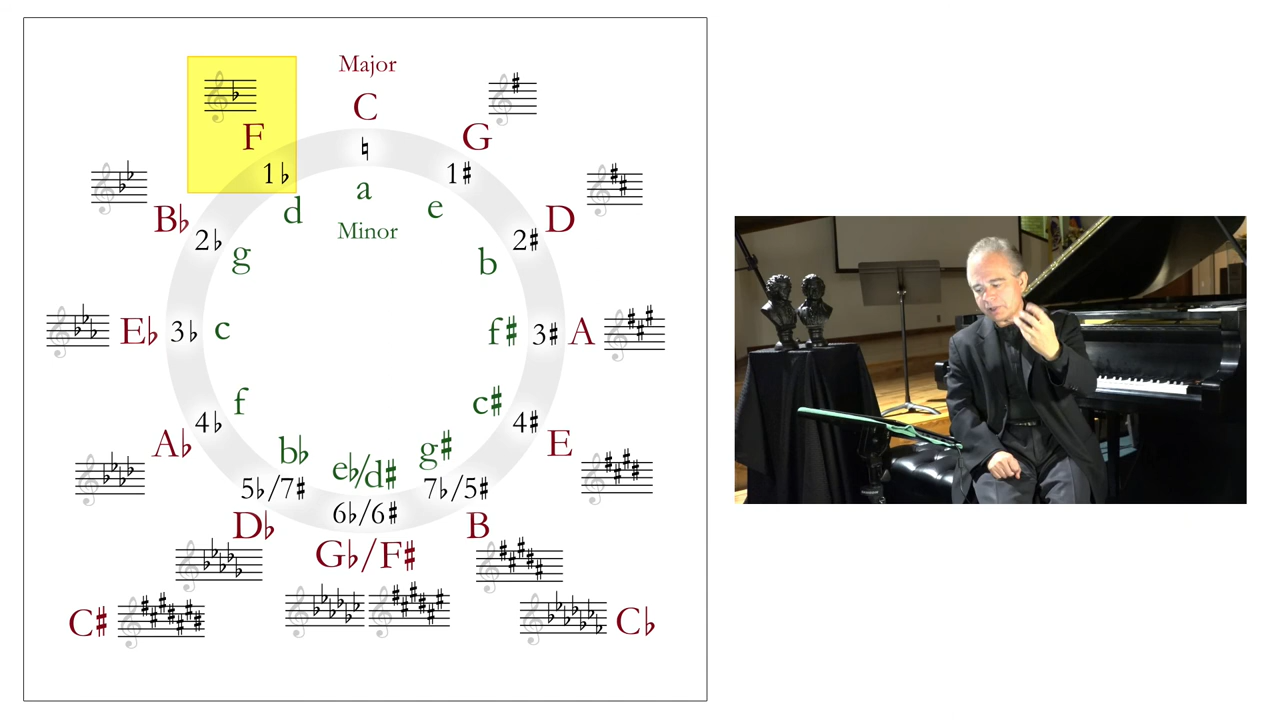 Major
C
♮
a
Minor
G
1♯
e
D
2♯
b
A
3♯
f♯
E
4♯
c♯
B
7♭/5♯
g♯
C♭
G♭/F♯
6♭/6♯
e♭/d♯
D♭
5♭/7♯
b♭
C♯
A♭
4♭
f
E♭
3♭
c
B♭
2♭
g
F
1♭
d